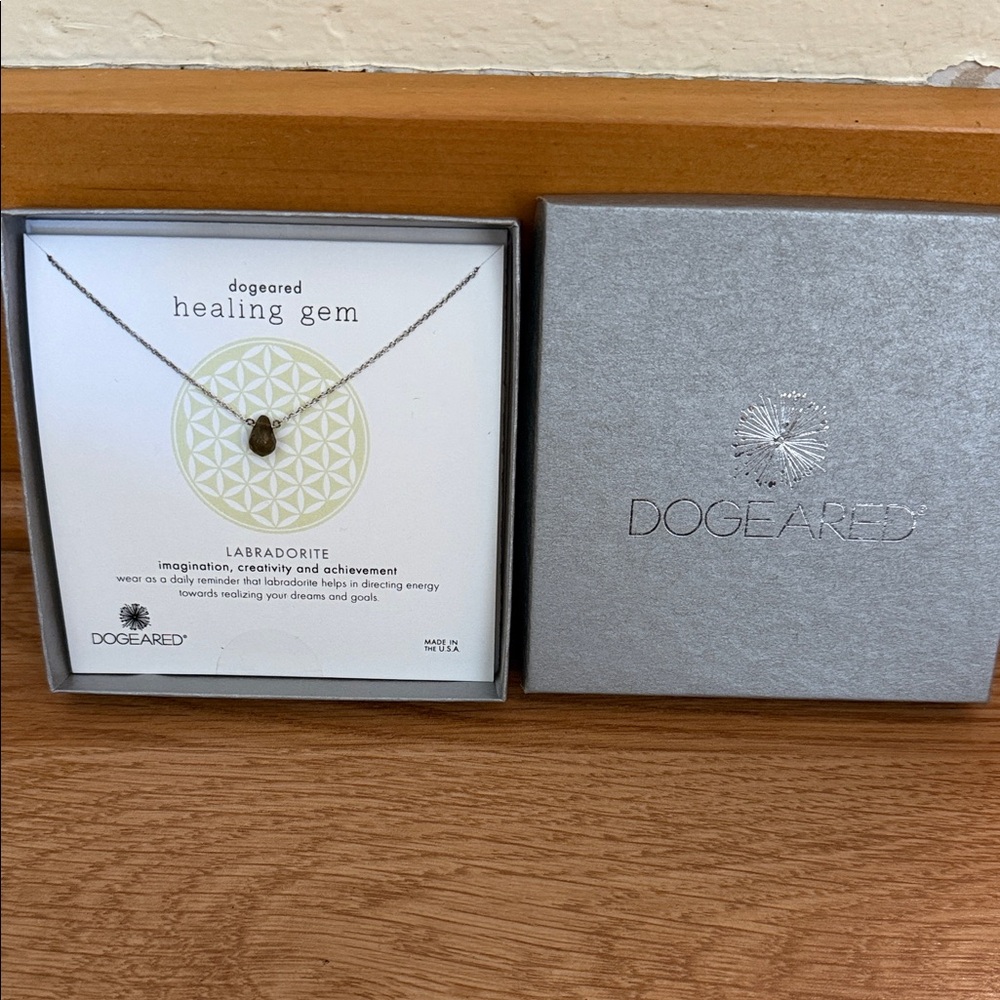 dogeared
healing gem
LABRADORITE
imagination, creativity and achievement
wear as a daily reminder that labradorite helps in directing energy
towards realizing your dreams and goals.
DOGEARED®
MADE IN
THE U.S.A.
DOGEARED®